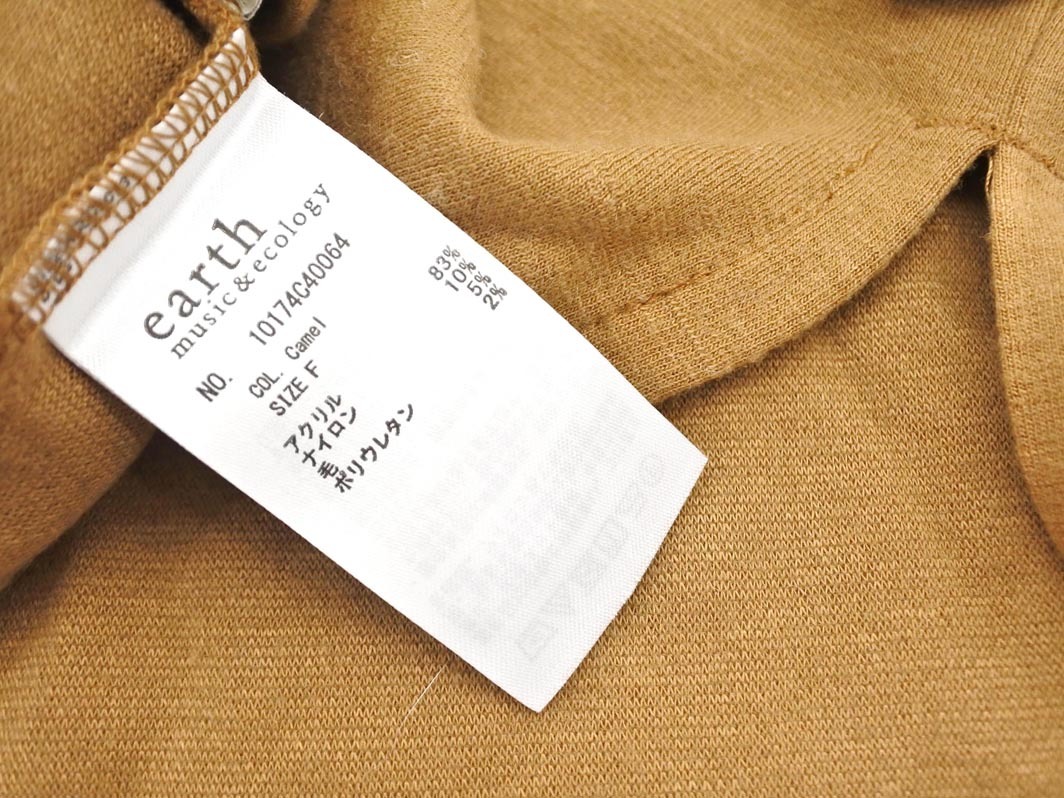 earth
music&ecology
NO. 10174C40064
COL. Camel
SIZE F
アクリル 83%
ナイロン 10%
毛 5%
ポリウレタン 2%